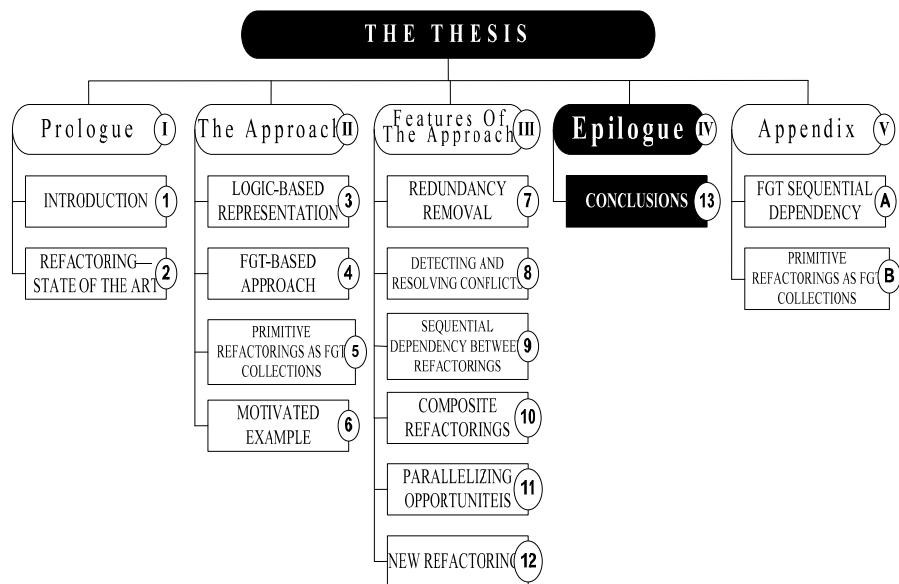 THE THESIS
Prologue I
INTRODUCTION 1
REFACTORING—
STATE OF THE ART 2
The Approach II
LOGIC-BASED
REPRESENTATION 3
FGT-BASED
APPROACH 4
PRIMITIVE
REFACTORINGS AS FGT
COLLECTIONS 5
MOTIVATED
EXAMPLE 6
Features Of
The Approach III
REDUNDANCY
REMOVAL 7
DETECTING AND
RESOLVING CONFLICTS 8
SEQUENTIAL
DEPENDENCY BETWEEN
REFACTORINGS 9
COMPOSITE
REFACTORINGS 10
PARALLELIZING
OPPORTUNITEIS 11
NEW REFACTORING 12
Epilogue IV
CONCLUSIONS 13
Appendix V
FGT SEQUENTIAL
DEPENDENCY A
PRIMITIVE
REFACTORINGS AS FGT
COLLECTIONS B